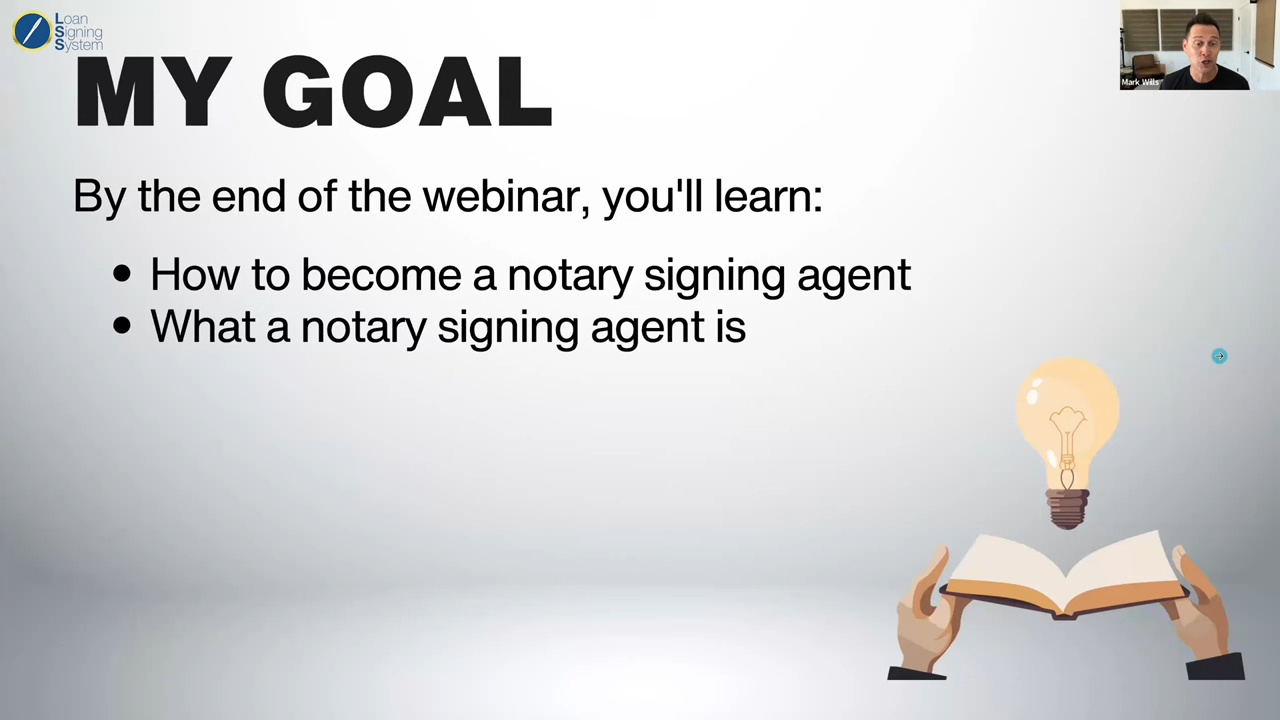 Loan
Signing
System
MY GOAL
By the end of the webinar, you'll learn:
• How to become a notary signing agent
• What a notary signing agent is
Mark Wills